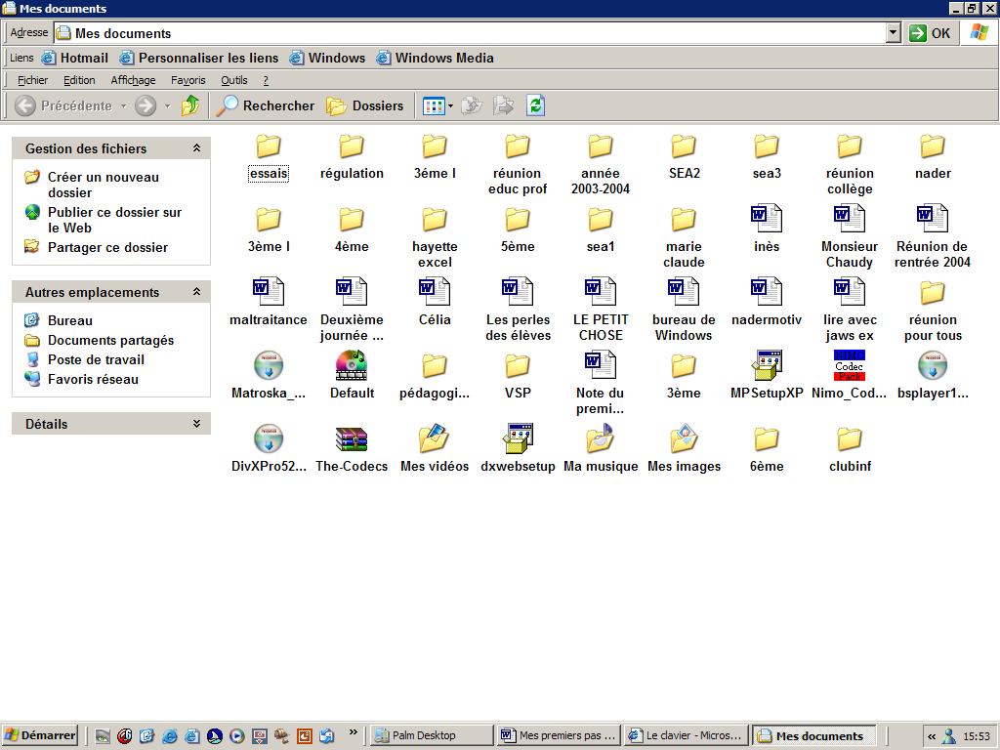 Mes documents
Adresse Mes documents OK
Liens Hotmail Personnaliser les liens Windows Windows Media
Fichier Edition Affichage Favoris Outils ?
Précédente Rechercher Dossiers
Gestion des fichiers
Créer un nouveau
dossier
Publier ce dossier sur
le Web
Partager ce dossier
Autres emplacements
Bureau
Documents partagés
Poste de travail
Favoris réseau
Détails
essais régulation 3éme I réunion année SEA2 sea3 réunion nader
educ prof 2003-2004 collège
3ème I 4ème hayette 5ème sea1 marie inès Monsieur Réunion de
excel claude Chaudy rentrée 2004
maltraitance Deuxième Célia Les perles LE PETIT bureau de nadermotiv lire avec réunion
journée ... des élèves CHOSE Windows jaws ex pour tous
Codec
Pack
Matroska_... Default pédagogi... VSP Note du 3ème MPSetupXP Nimo_Cod... bsplayer1...
premi...
DivXPro52... The-Codecs Mes vidéos dxwebsetup Ma musique Mes images 6ème clubinf
Démarrer » Palm Desktop Mes premiers pas ... Le clavier - Micros... Mes documents « 15:53